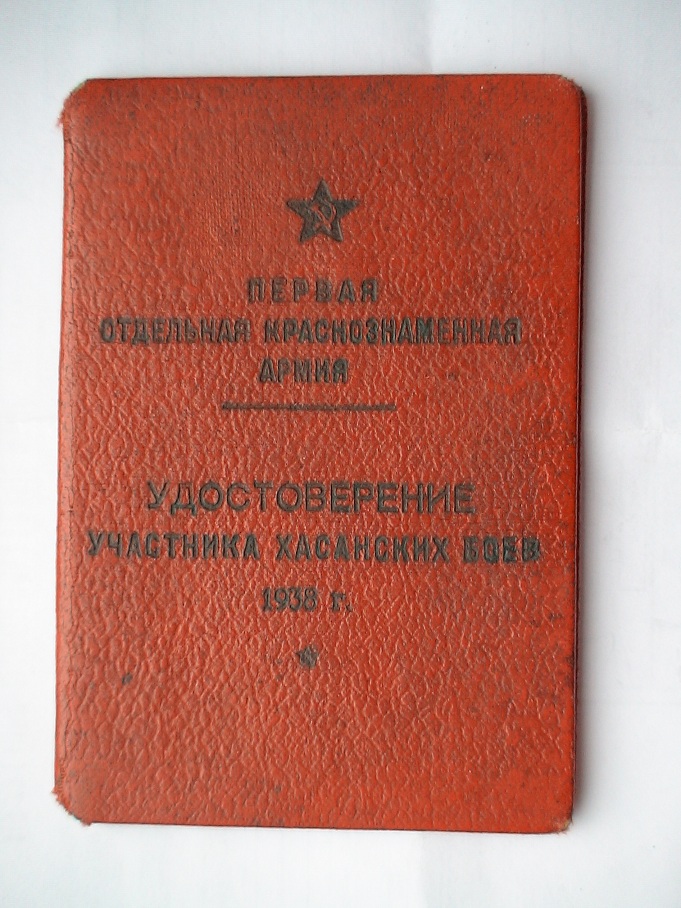 ПЕРВАЯ
ОТДЕЛЬНАЯ КРАСНОЗНАМЕННАЯ
АРМИЯ
УДОСТОВЕРЕНИЕ
УЧАСТНИКА ХАСАНСКИХ БОЕВ
1938 г.